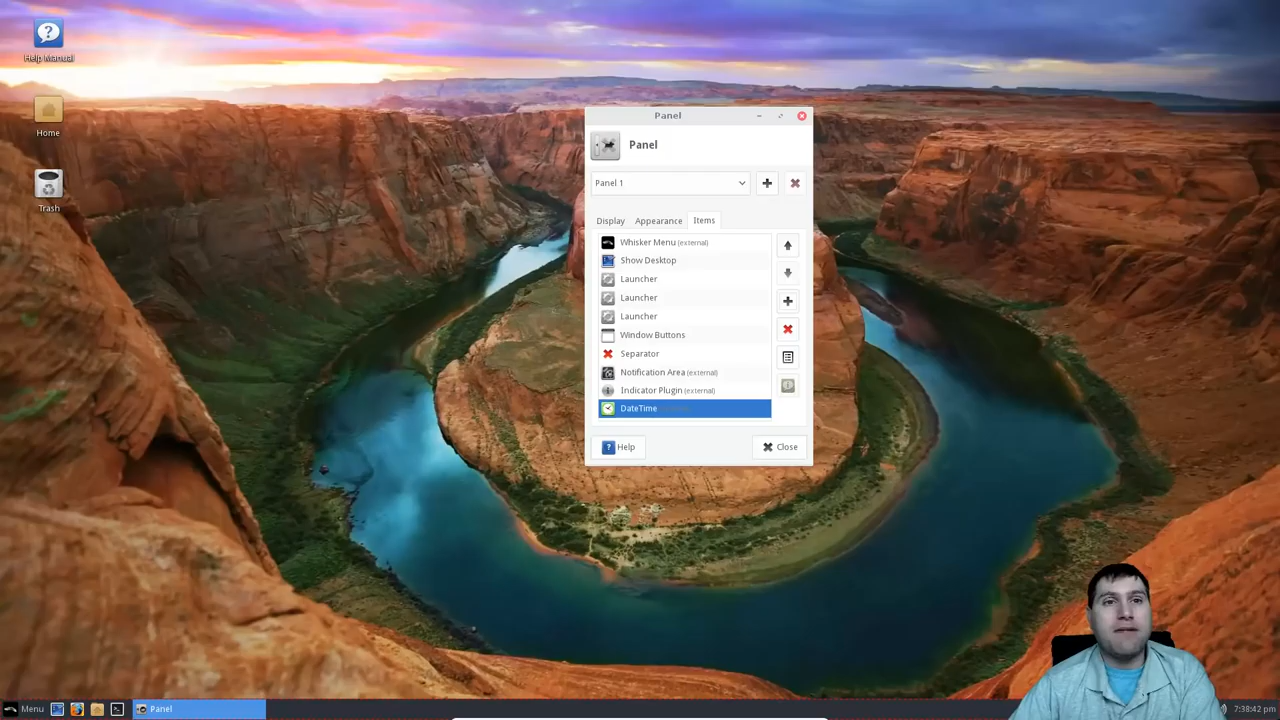 Help Manual
Home
Trash
Panel
Panel
Panel 1
Display Appearance Items
Whisker Menu (external)
Show Desktop
Launcher
Launcher
Launcher
Window Buttons
Separator
Notification Area (external)
Indicator Plugin (external)
DateTime
Help
Close
Menu
Panel
7:38:42 pm